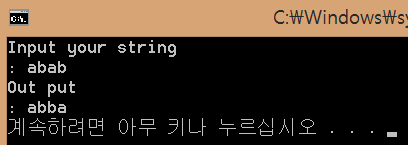 C:₩Windows₩sy
Input your string
: abab
Out put
: abba
계속하려면 아무 키나 누르십시오 . . .